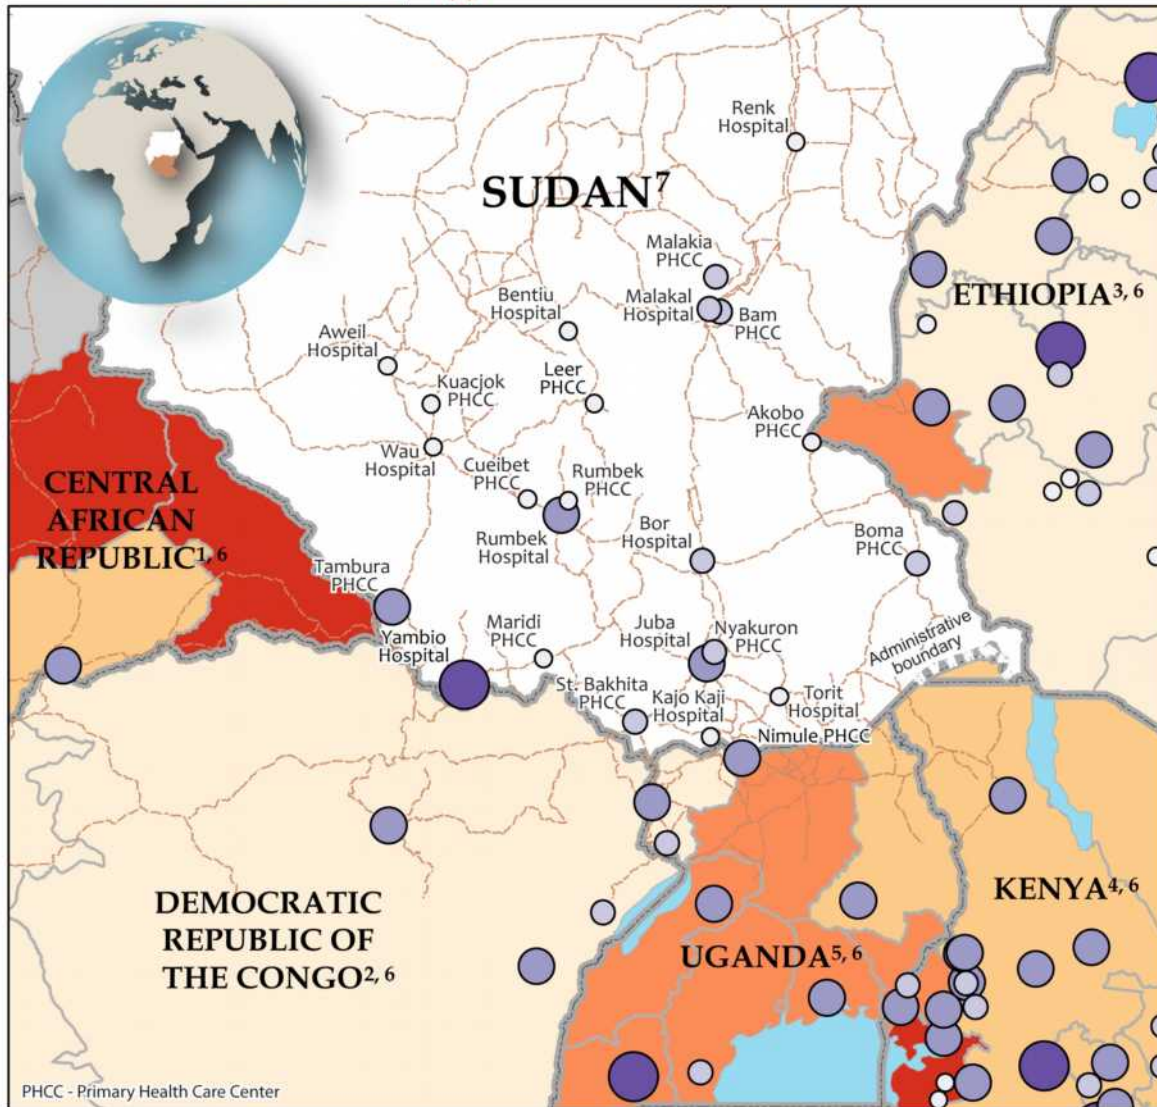 Renk
Hospital
SUDAN7
Malakia
PHCC
Malakal
Hospital
Bam
PHCC
Bentiu
Hospital
Aweil
Hospital
Leer
PHCC
Kuacjok
PHCC
ETHIOPIA3, 6
Akobo
PHCC
Wau
Hospital
Cueibet
PHCC
Rumbek
PHCC
Rumbek
Hospital
Bor
Hospital
Boma
PHCC
CENTRAL
AFRICAN
REPUBLIC1, 6
Tambura
PHCC
Yambio
Hospital
Maridi
PHCC
Juba
Hospital
Nyakuron
PHCC
Administrative
boundary
St. Bakhita
PHCC
Kajo Kaji
Hospital
Torit
Hospital
Nimule PHCC
DEMOCRATIC
REPUBLIC OF
THE CONGO2, 6
UGANDA5, 6
KENYA4, 6
PHCC - Primary Health Care Center